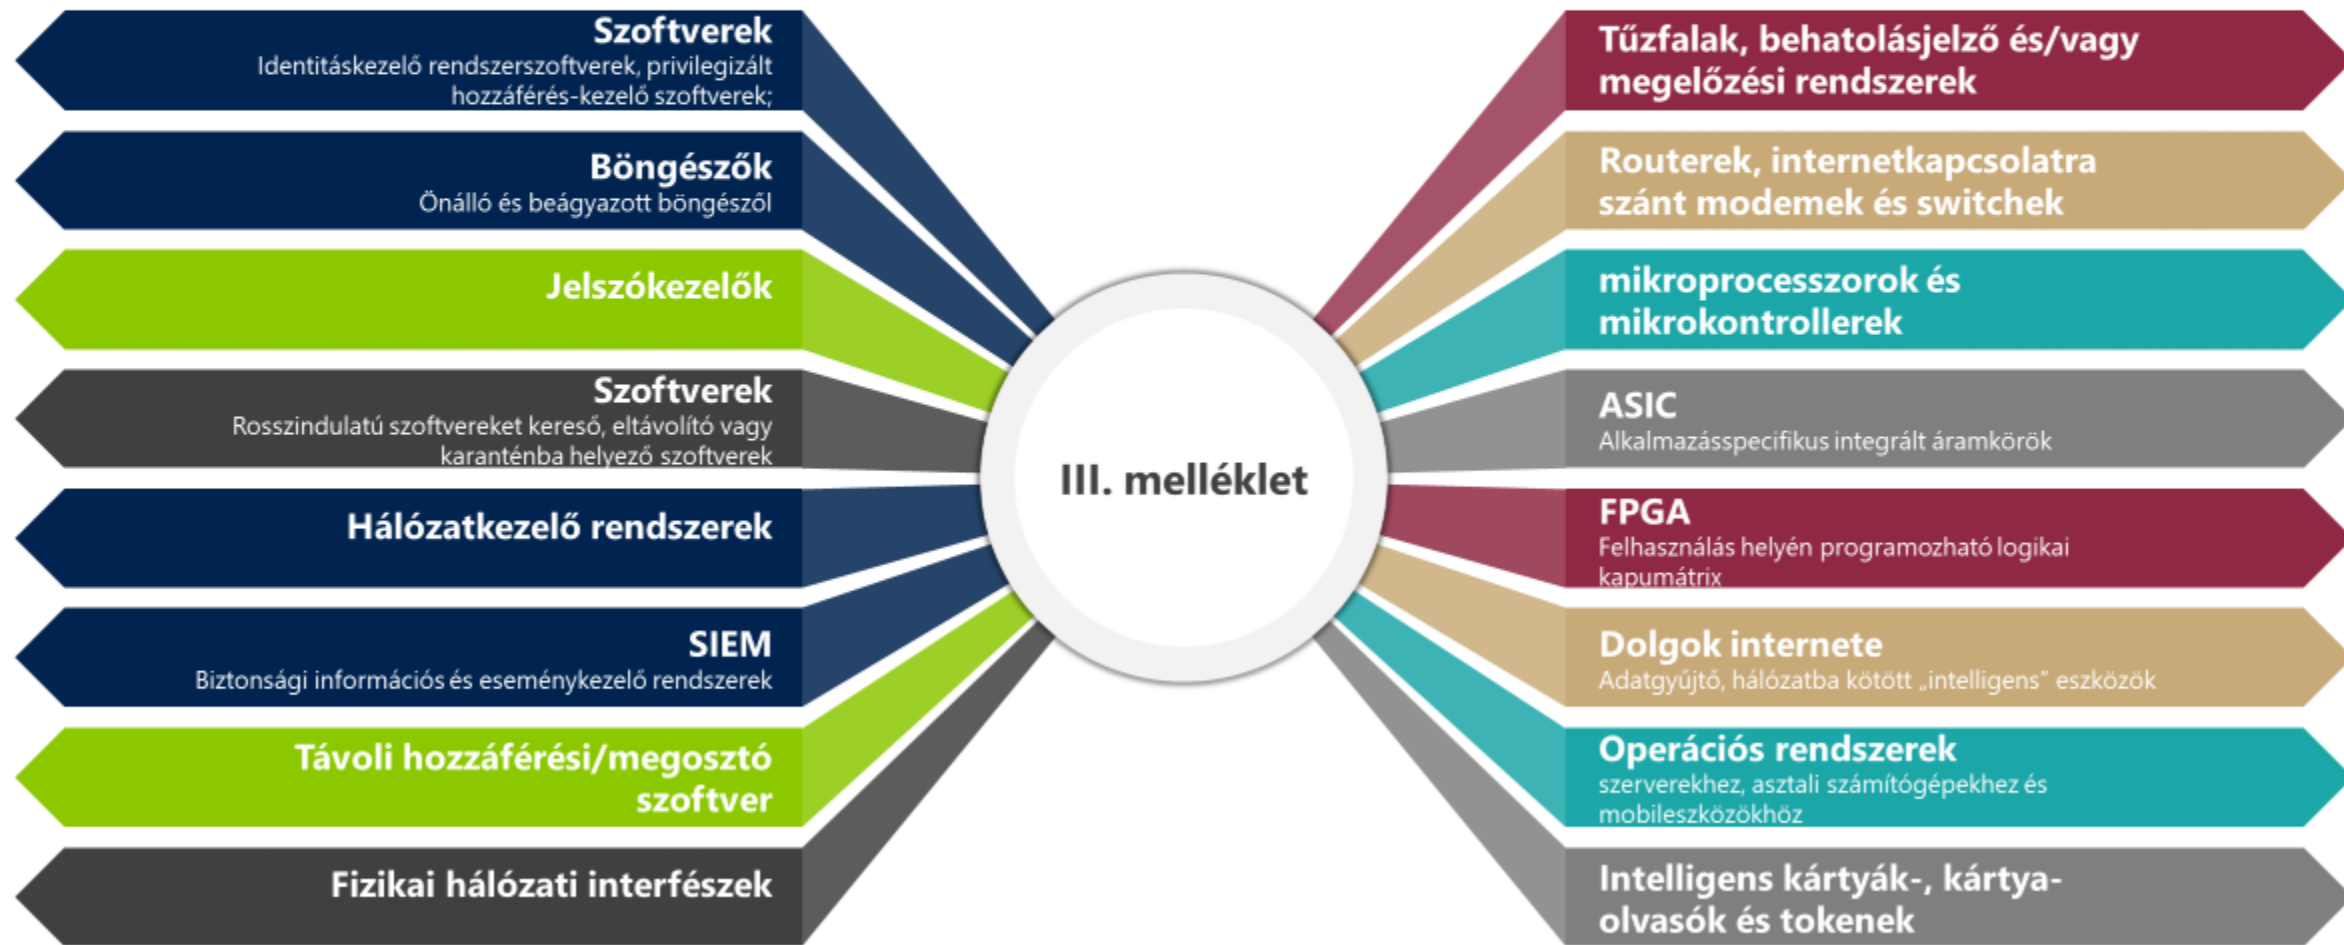 Szoftverek
Identitáskezelő rendszerszoftverek, privilegizált
hozzáférés-kezelő szoftverek;
Böngészők
Önálló és beágyazott böngészől
Jelszókezelők
Szoftverek
Rosszindulatú szoftvereket kereső, eltávolító vagy
karanténba helyező szoftverek
Hálózatkezelő rendszerek
SIEM
Biztonsági információs és eseménykezelő rendszerek
Távoli hozzáférési/megosztó
szoftver
Fizikai hálózati interfészek
III. melléklet
Tűzfalak, behatolásjelző és/vagy
megelőzési rendszerek
Routerek, internetkapcsolatra
szánt modemek és switchek
mikroprocesszorok és
mikrokontrollerek
ASIC
Alkalmazásspecifikus integrált áramkörök
FPGA
Felhasználás helyén programozható logikai
kapumátrix
Dolgok internete
Adatgyűjtő, hálózatba kötött „intelligens” eszközök
Operációs rendszerek
szerverekhez, asztali számítógépekhez és
mobileszközökhöz
Intelligens kártyák-, kártya-
olvasók és tokenek